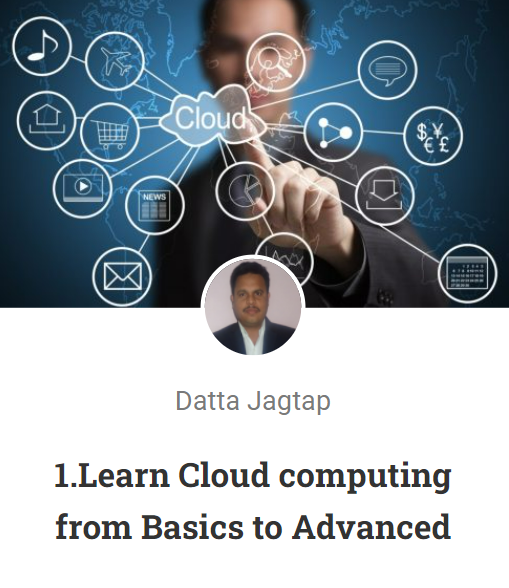 Cloud
$ ¥
€ £
NEWS
Datta Jagtap
1.Learn Cloud computing
from Basics to Advanced